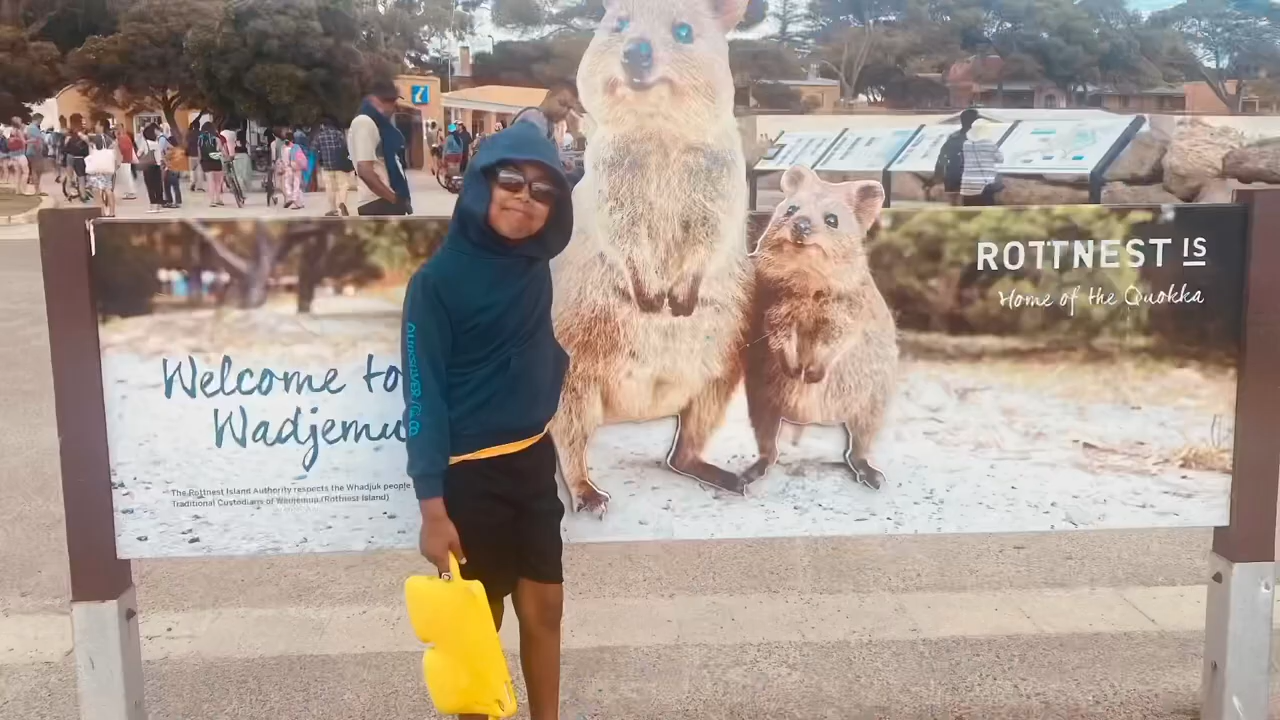 i
ROTTNEST IS
Home of the Quokka
Welcome to
Wadjemu
QUIKSILVER
The Rottnest Island Authority respects the Whadjuk people
Traditional Custodians of Wadjemup (Rottnest Island)